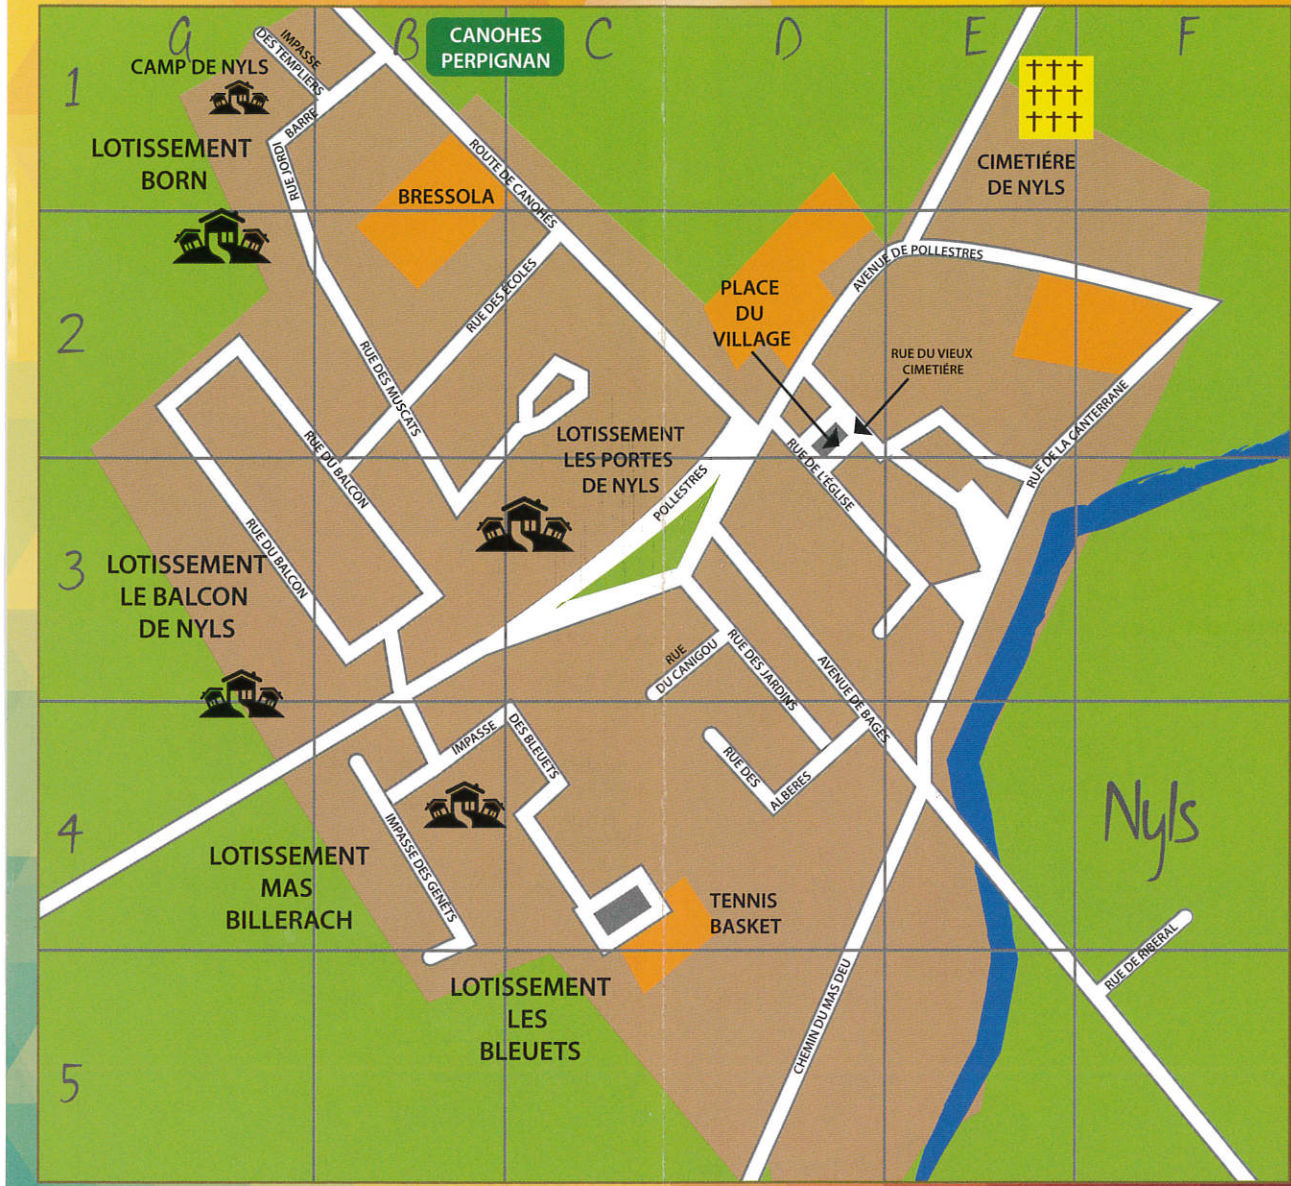 G B C D E F
1
2
3
4
5
CANOHES
PERPIGNAN
IMPASSE
DES TEMPLIERS
CAMP DE NYLS
LOTISSEMENT
BORN
RUE JORDI
BARRE
BRESSOLA
ROUTE DE CANOHES
CIMETIÉRE
DE NYLS
AVENUE DE POLLESTRES
RUE DES ÉCOLES
PLACE
DU
VILLAGE
RUE DU VIEUX
CIMETIÉRE
RUE DES MUSCATS
RUE DE LA CANTERRANE
RUE DU BALCON
LOTISSEMENT
LES PORTES
DE NYLS
POLLESTRES
RUE DE L'ÉGLISE
RUE DU BALCON
LOTISSEMENT
LE BALCON
DE NYLS
RUE
DU CANIGOU
RUE DES JARDINS
AVENUE DE BAGES
IMPASSE
DES BLEUETS
RUE DES
ALBERES
Nyls
IMPASSE DES GENÊTS
LOTISSEMENT
MAS
BILLERACH
TENNIS
BASKET
RUE DE RIBERAL
CHEMIN DU MAS DEU
LOTISSEMENT
LES
BLEUETS